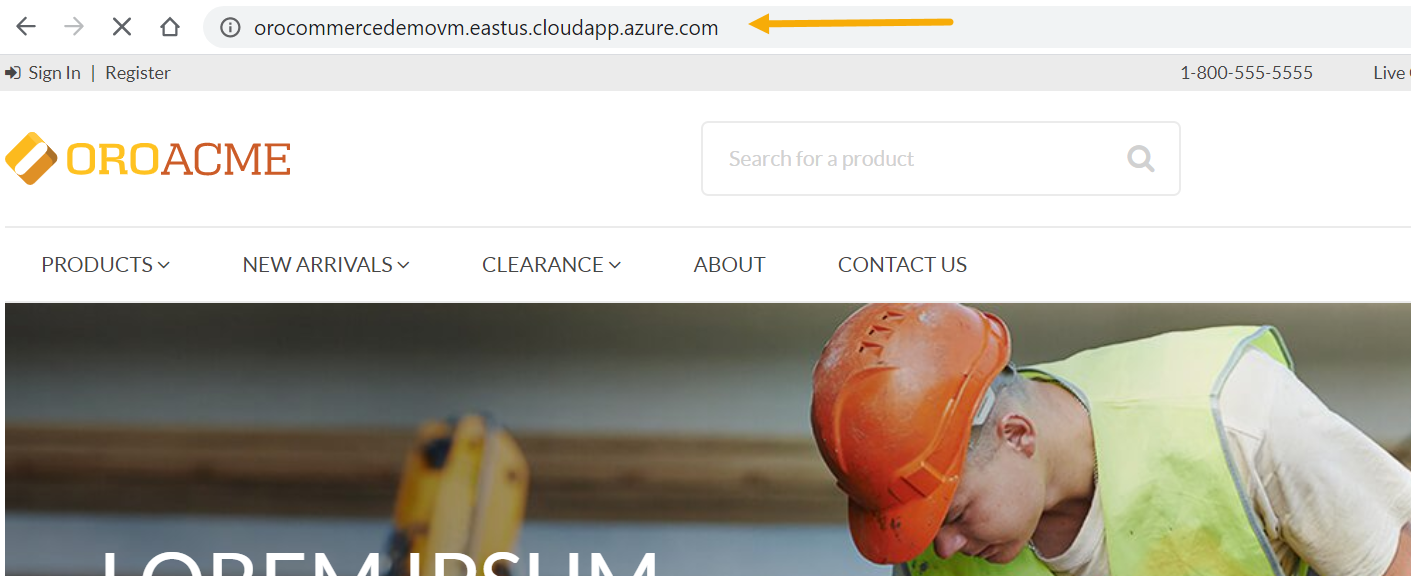 orocommercedemovm.eastus.cloudapp.azure.com
Sign In | Register 1-800-555-5555 Live
OROACME
Search for a product
PRODUCTS NEW ARRIVALS CLEARANCE ABOUT CONTACT US
LOREM IPSUM